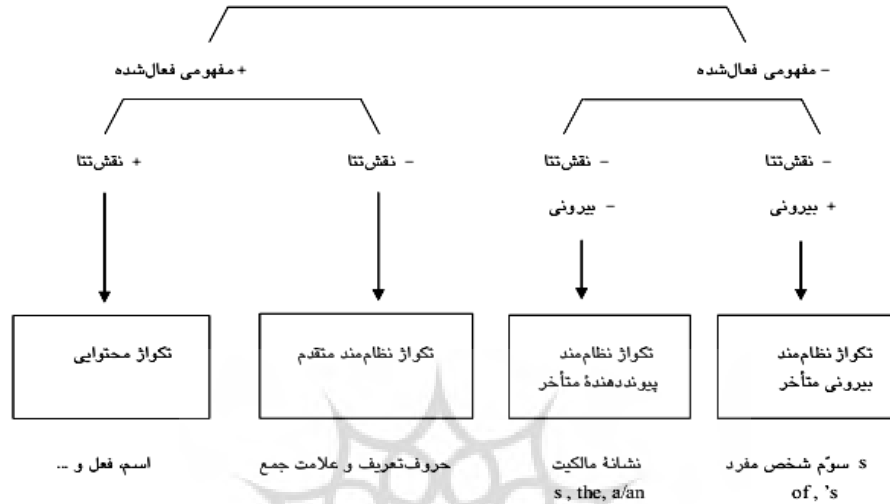 - مفهومی فعال‌شده
+ مفهومی فعال‌شده
- نقش‌تتا
+ بیرونی
- نقش‌تتا
- بیرونی
- نقش‌تتا
+ نقش‌تتا
تکواژ نظام‌مند
بیرونی متأخر
تکواژ نظام‌مند
پیونددهندهٔ متأخر
تکواژ نظام‌مند متقدم
تکواژ محتوایی
s سوّم شخص مفرد
of, 's
نشانهٔ مالکیت
s , the, a/an
حروف‌تعریف و علامت جمع
اسم، فعل و ...